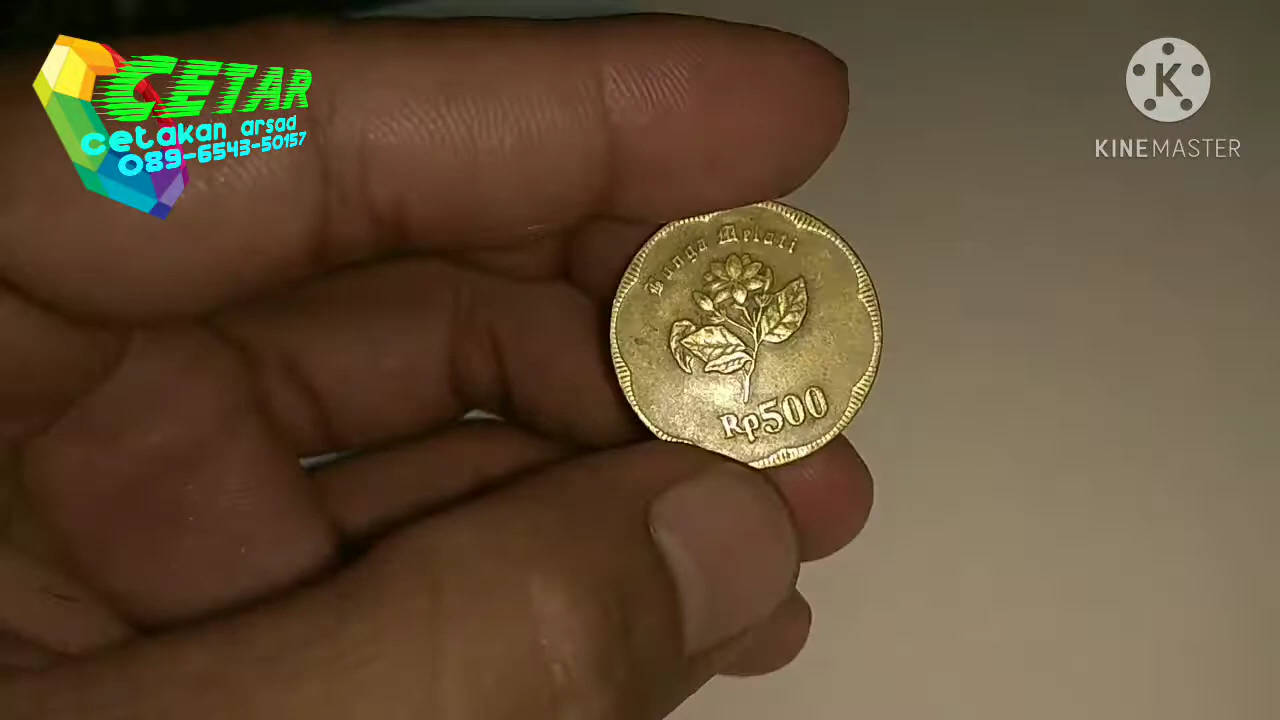 CETAR
cetakan arsad
089-6543-50157
K
KINEMASTER
Bunga Melati
Rp500